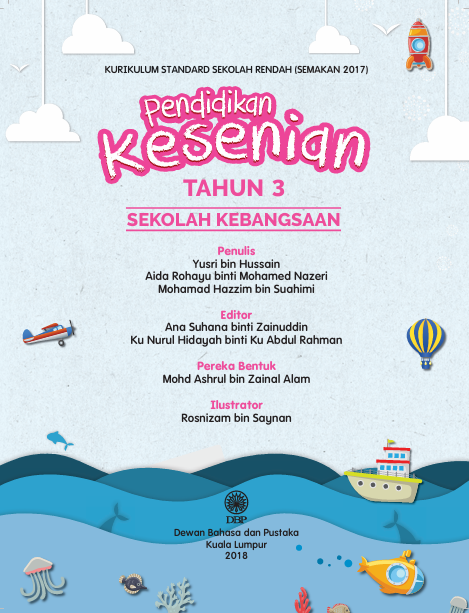 KURIKULUM STANDARD SEKOLAH RENDAH (SEMAKAN 2017)
Pendidikan
Kesenian
TAHUN 3
SEKOLAH KEBANGSAAN
Penulis
Yusri bin Hussain
Aida Rohayu binti Mohamed Nazeri
Mohamad Hazzim bin Suahimi
Editor
Ana Suhana binti Zainuddin
Ku Nurul Hidayah binti Ku Abdul Rahman
Pereka Bentuk
Mohd Ashrul bin Zainal Alam
Ilustrator
Rosnizam bin Saynan
DBP
Dewan Bahasa dan Pustaka
Kuala Lumpur
2018